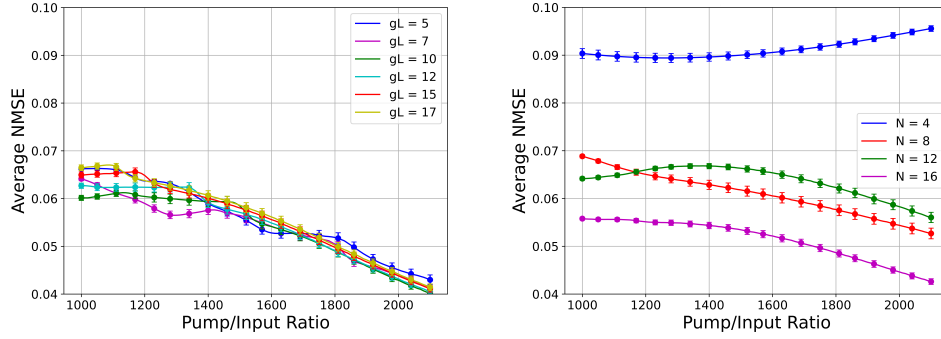 0.10
0.09
0.08
0.07
0.06
0.05
0.04
Average NMSE
1000 1200 1400 1600 1800 2000
Pump/Input Ratio
gL = 5
gL = 7
gL = 10
gL = 12
gL = 15
gL = 17
0.10
0.09
0.08
0.07
0.06
0.05
0.04
Average NMSE
1000 1200 1400 1600 1800 2000
Pump/Input Ratio
N = 4
N = 8
N = 12
N = 16